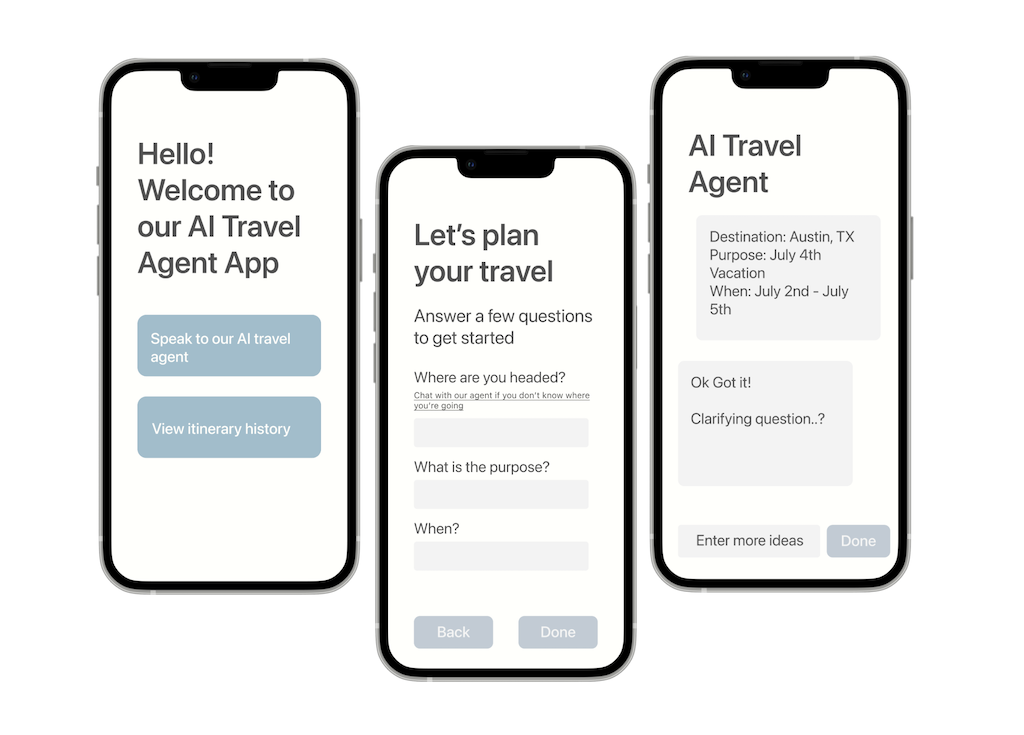 Hello!
Welcome to
our AI Travel
Agent App
Speak to our AI travel
agent
View itinerary history
Let's plan
your travel
Answer a few questions
to get started
Where are you headed?
Chat with our agent if you don't know where
you're going
What is the purpose?
When?
Back
Done
AI Travel
Agent
Destination: Austin, TX
Purpose: July 4th
Vacation
When: July 2nd - July
5th
Ok Got it!
Clarifying question..?
Enter more ideas
Done